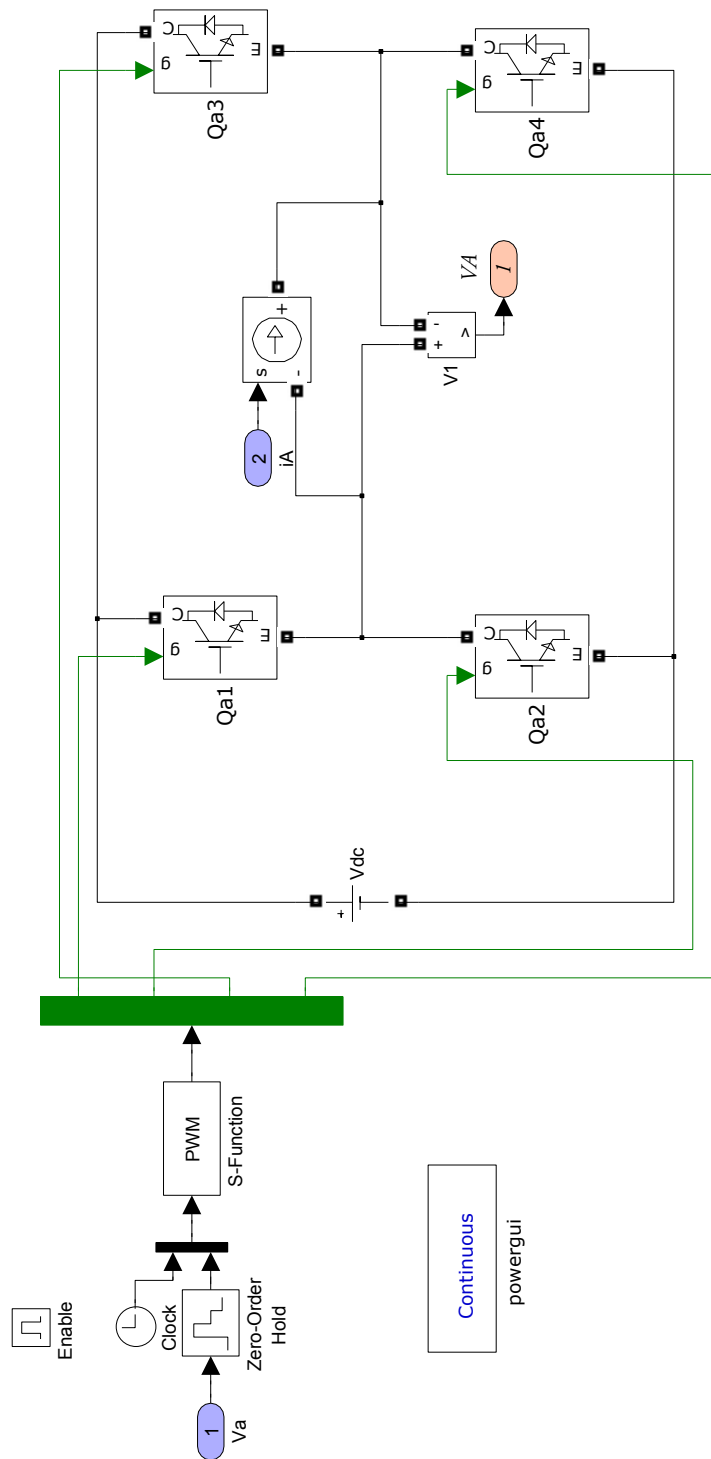 Enable
Clock
1
Va
Zero-Order
Hold
PWM
S-Function
Continuous
powergui
+
Vdc
g
C
E
Qa1
g
C
E
Qa3
2
iA
s
-
+
+
-
v
V1
VA
1
g
C
E
Qa2
g
C
E
Qa4